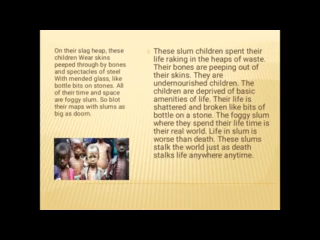 On their slag heap, these
children Wear skins
peeped through by bones
and spectacles of steel
With mended glass, like
bottle bits on stones. All
of their time and space
are foggy slum. So blot
their maps with slums as
big as doom.
These slum children spent their
life raking in the heaps of waste.
Their bones are peeping out of
their skins. They are
undernourished children. The
children are deprived of basic
amenities of life. Their life is
shattered and broken like bits of
bottle on a stone. The foggy slum
where they spend their life time is
their real world. Life in slum is
worse than death. These slums
stalk the world just as death
stalks life anywhere anytime.